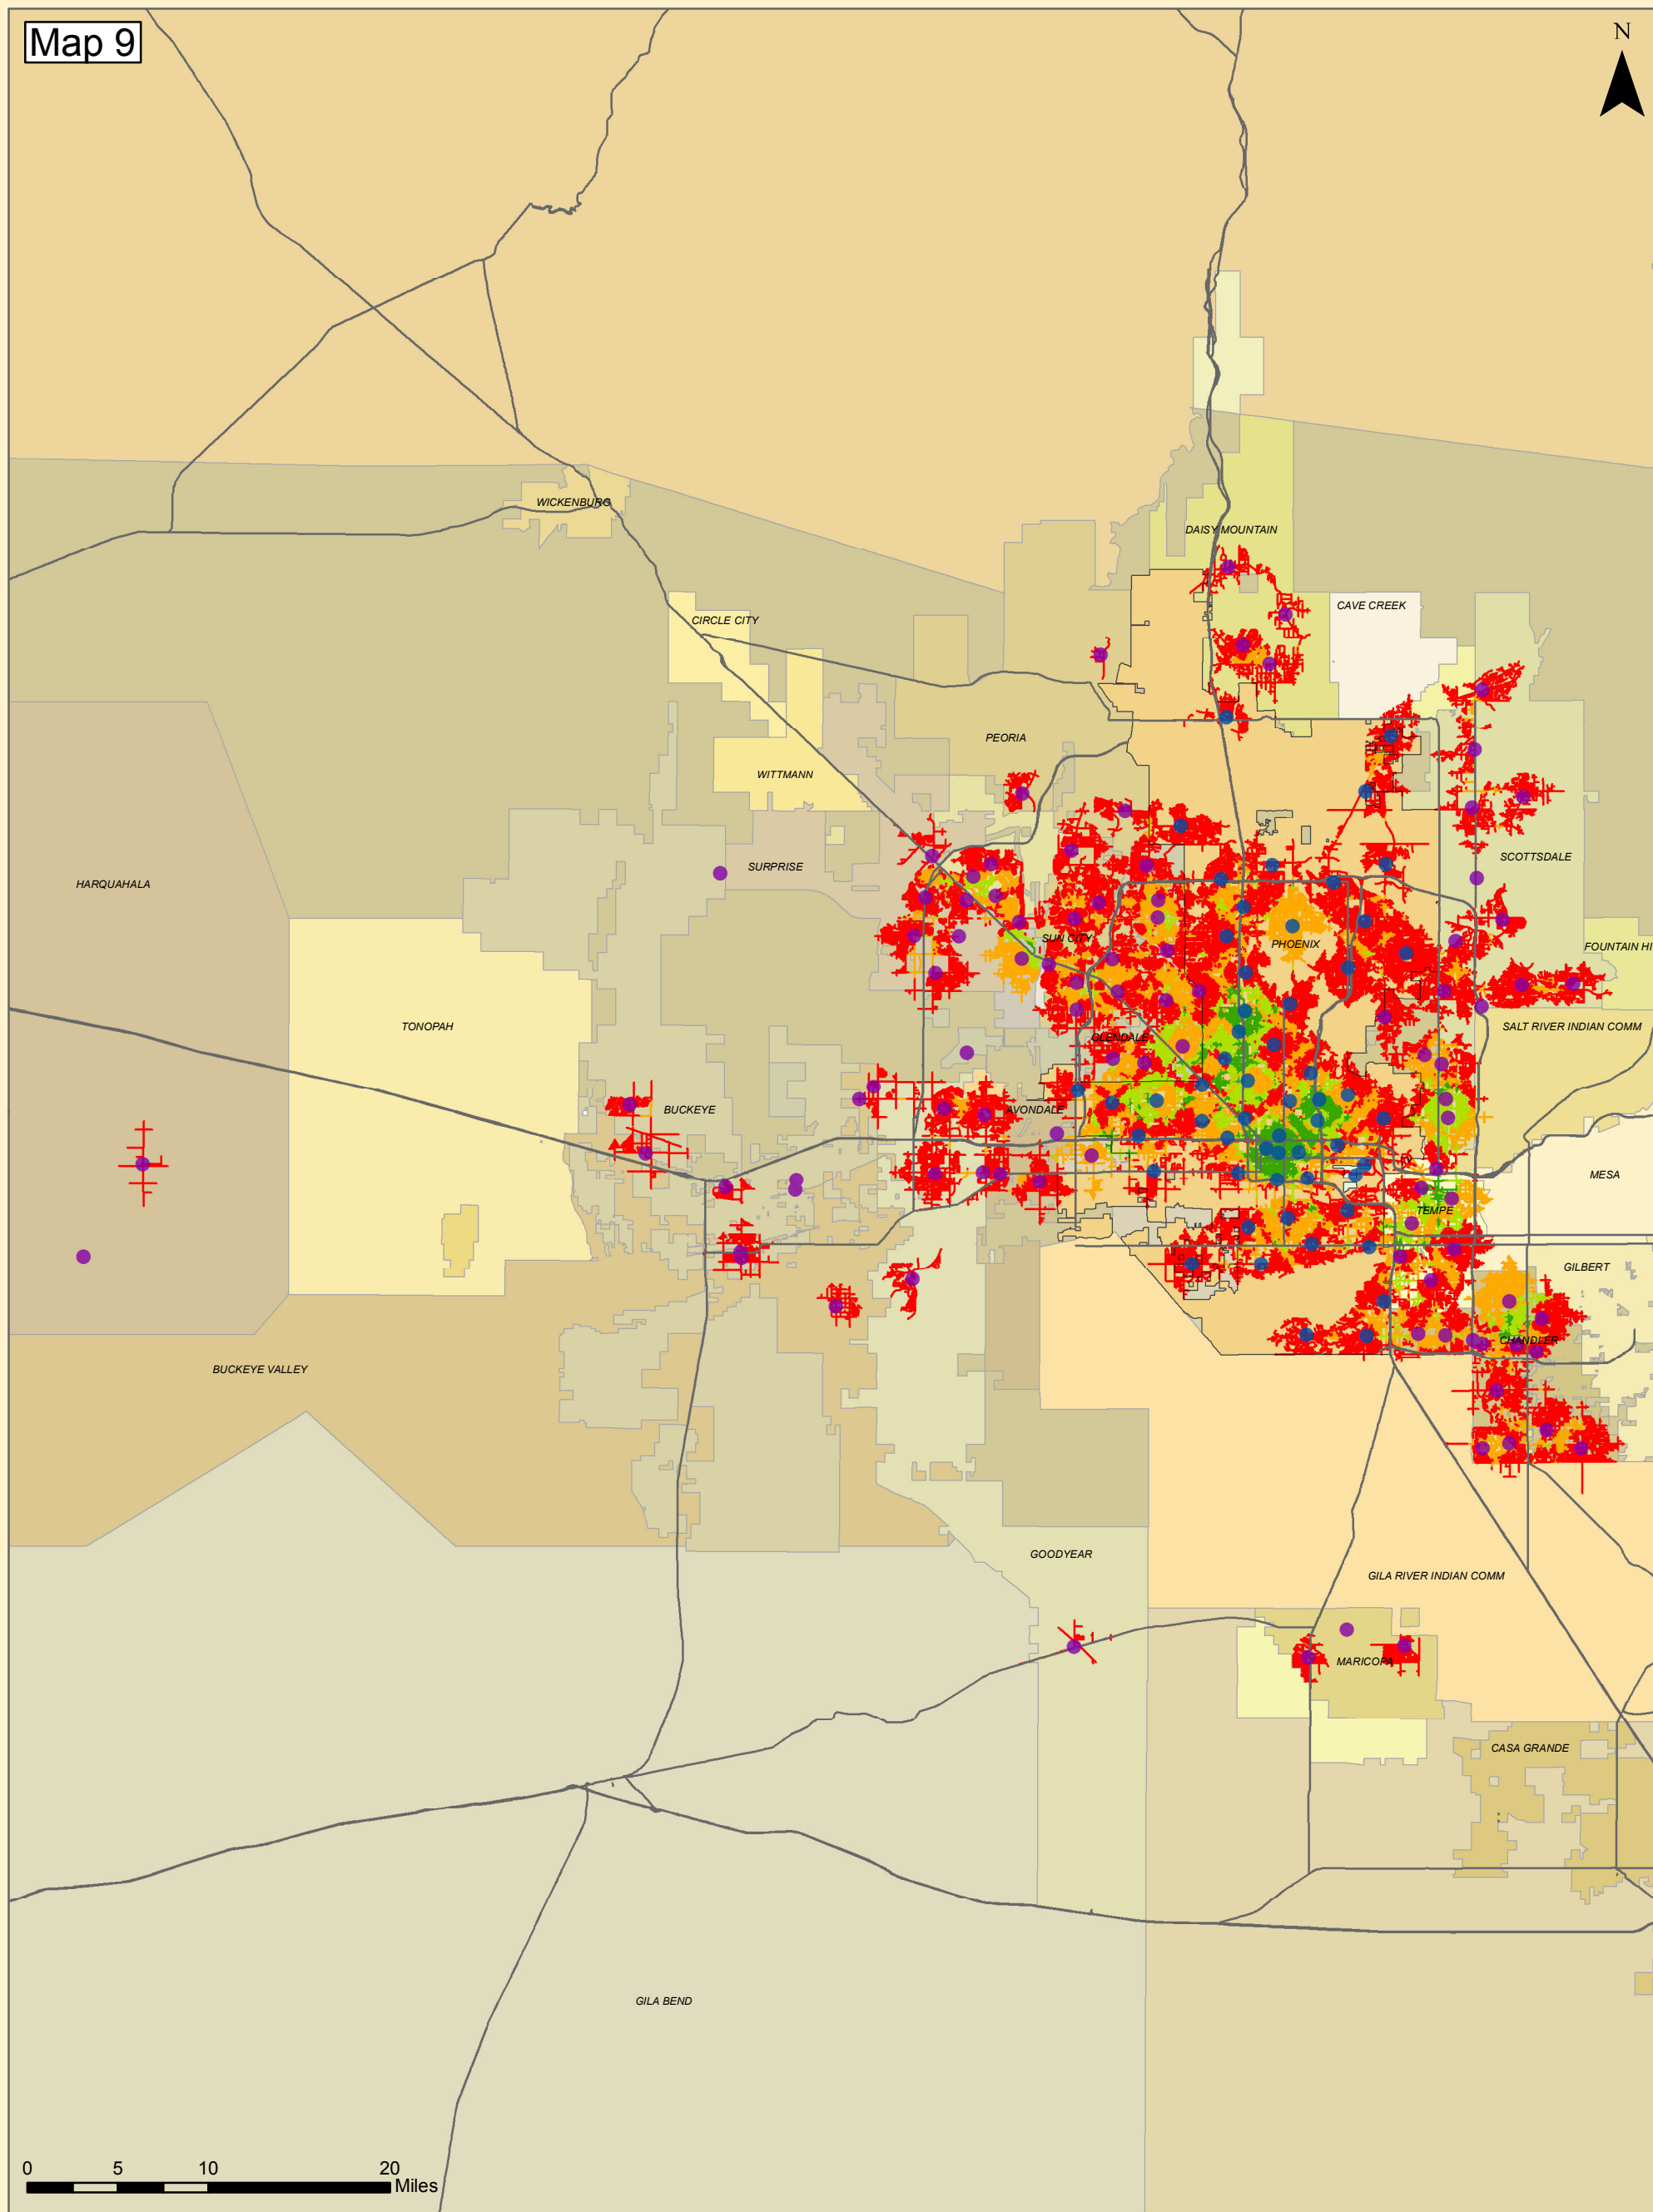 Map 9
N
WICKENBURG
DAISY MOUNTAIN
CAVE CREEK
CIRCLE CITY
PEORIA
WITTMANN
SCOTTSDALE
SURPRISE
HARQUAHALA
SUN CITY
PHOENIX
FOUNTAIN HI
TONOPAH
SALT RIVER INDIAN COMM
GLENDALE
BUCKEYE
AVONDALE
MESA
TEMPE
GILBERT
CHANDLER
BUCKEYE VALLEY
GOODYEAR
GILA RIVER INDIAN COMM
MARICOPA
CASA GRANDE
GILA BEND
0 5 10 20
Miles